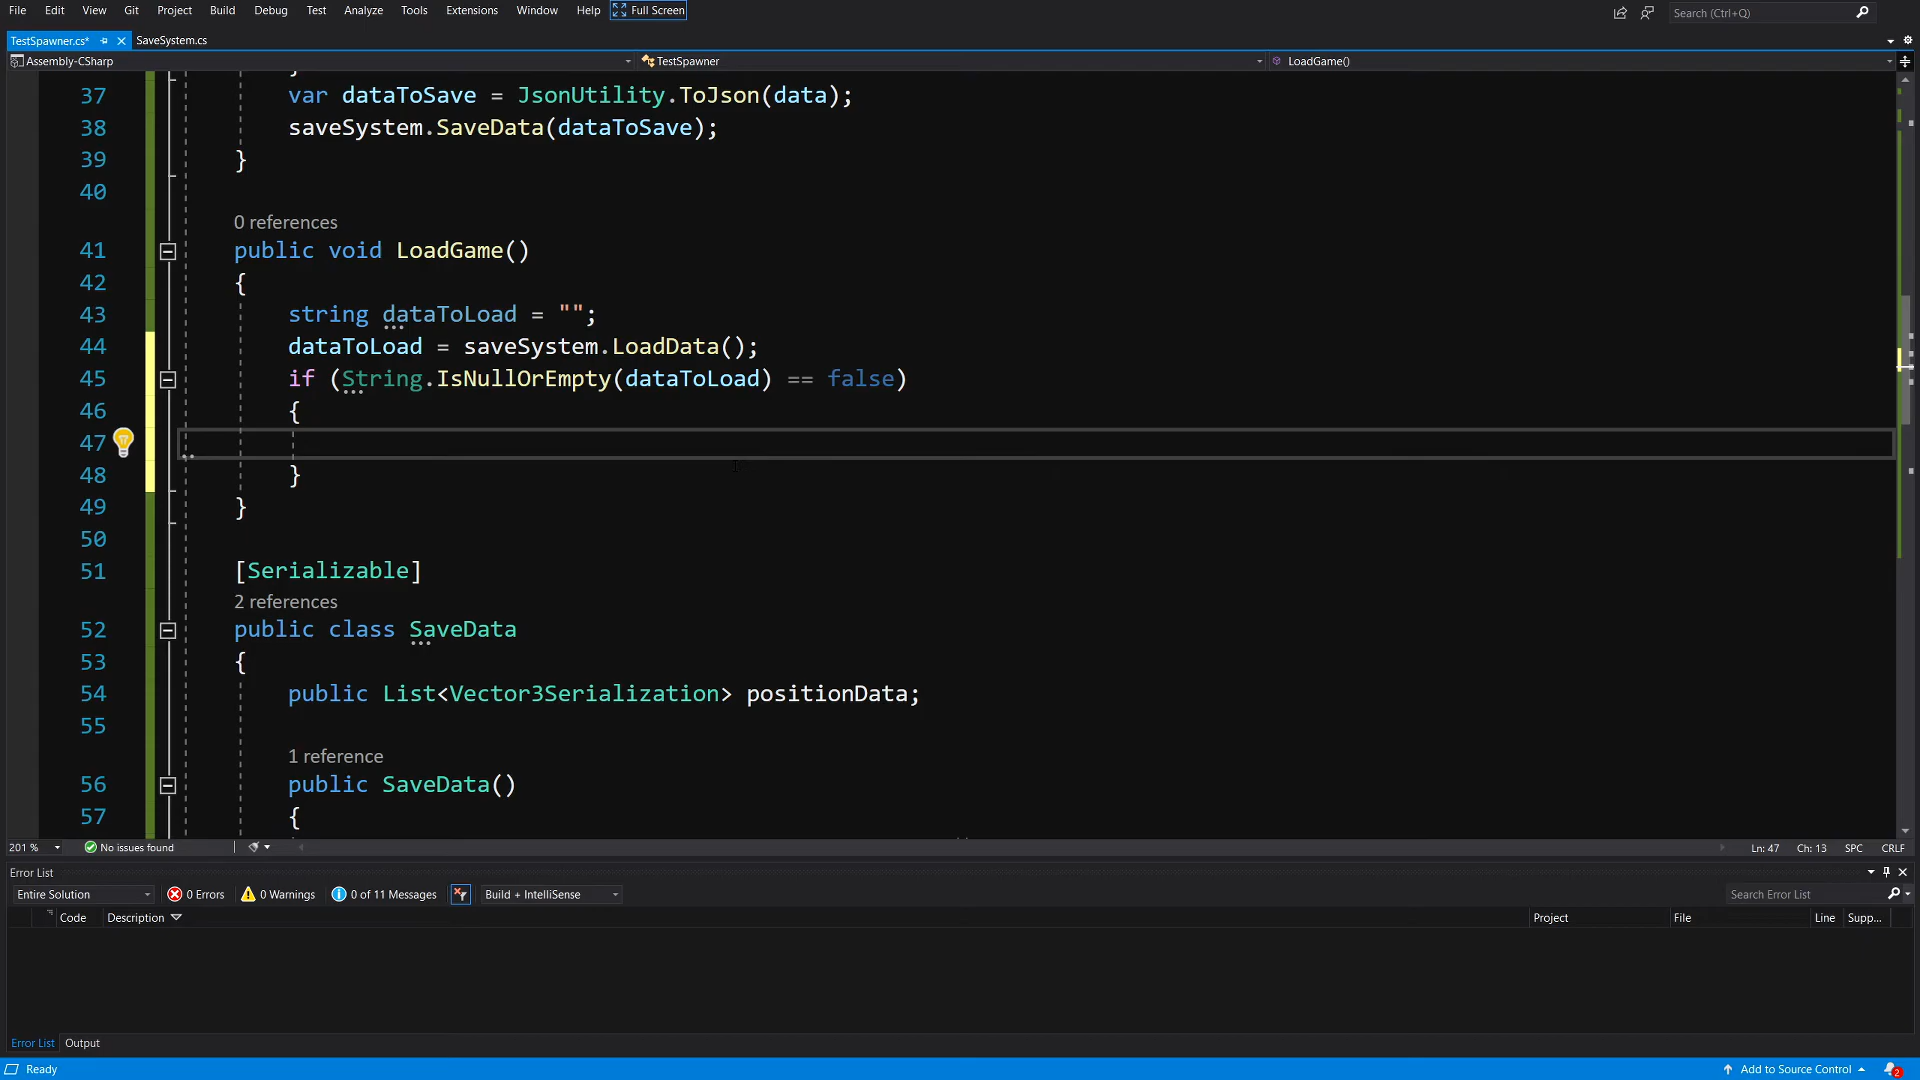 File Edit View Git Project Build Debug Test Analyze Tools Extensions Window Help Full Screen Search (Ctrl+Q)
TestSpawner.cs* SaveSystem.cs
Assembly-CSharp TestSpawner LoadGame()
37 var dataToSave = JsonUtility.ToJson(data);
38 saveSystem.SaveData(dataToSave);
39 }
40
0 references
41 public void LoadGame()
42 {
43 string dataToLoad = "";
44 dataToLoad = saveSystem.LoadData();
45 if (String.IsNullOrEmpty(dataToLoad) == false)
46 {
47
48 }
49 }
50
51 [Serializable]
2 references
52 public class SaveData
53 {
54 public List<Vector3Serialization> positionData;
55
1 reference
56 public SaveData()
57 {
201 % No issues found Ln: 47 Ch: 13 SPC CRLF
Error List
Entire Solution 0 Errors 0 Warnings 0 of 11 Messages Build + IntelliSense Search Error List
Code Description Project File Line Supp...
Error List Output
Ready Add to Source Control 2